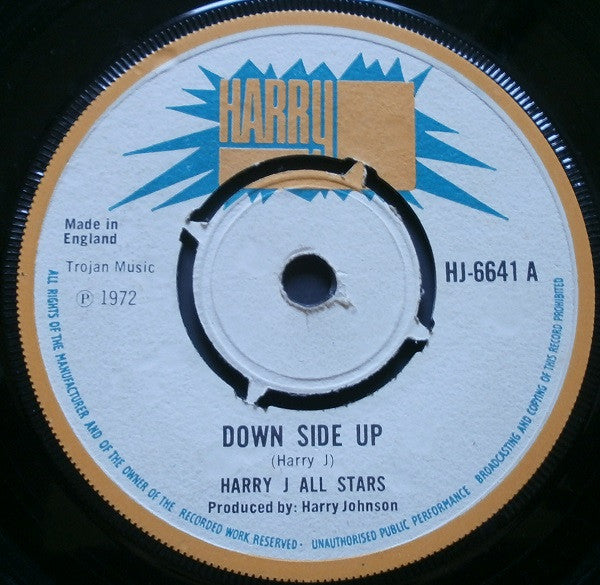 HARRY
Made in
England
Trojan Music
℗ 1972
HJ-6641 A
DOWN SIDE UP
(Harry J)
HARRY J ALL STARS
Produced by: Harry Johnson
ALL RIGHTS OF THE MANUFACTURER AND OF THE OWNER OF THE RECORDED WORK RESERVED · UNAUTHORISED PUBLIC PERFORMANCE BROADCASTING AND COPYING OF THIS RECORD PROHIBITED